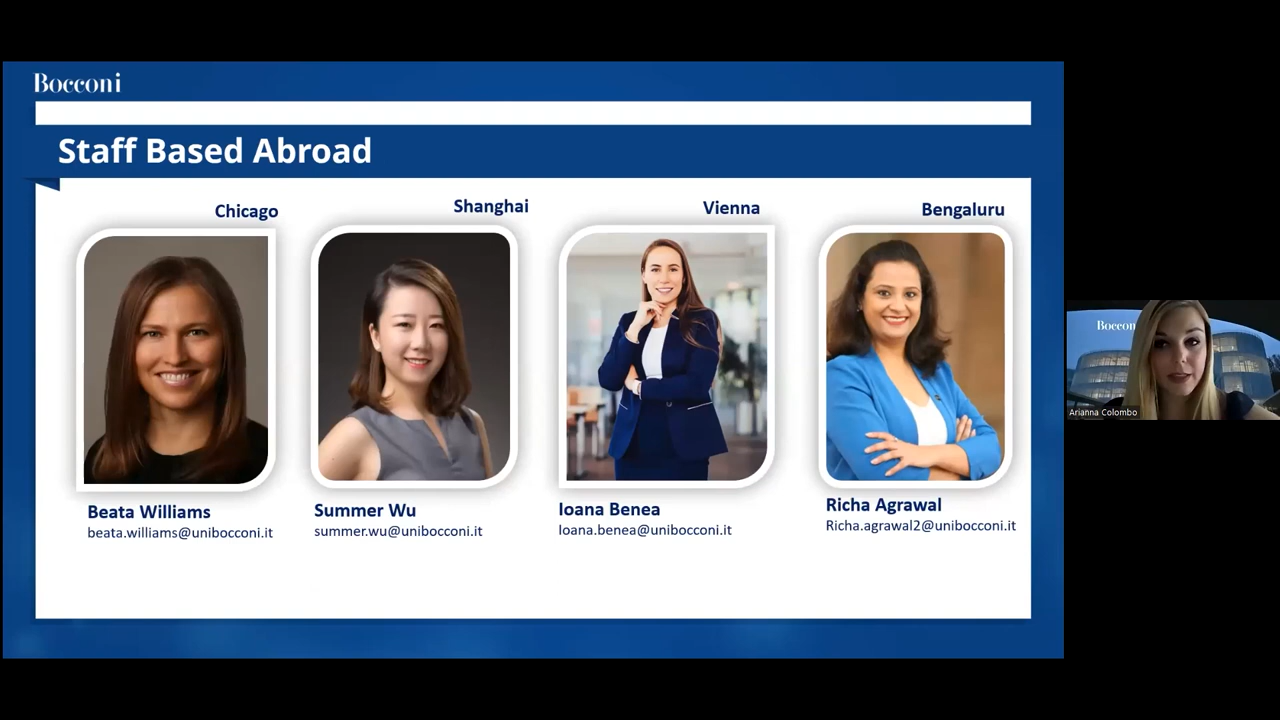 Bocconi
Staff Based Abroad
Chicago
Shanghai
Vienna
Bengaluru
Beata Williams
beata.williams@unibocconi.it
Summer Wu
summer.wu@unibocconi.it
Ioana Benea
Ioana.benea@unibocconi.it
Richa Agrawal
Richa.agrawal2@unibocconi.it
Bocconi
Arianna Colombo